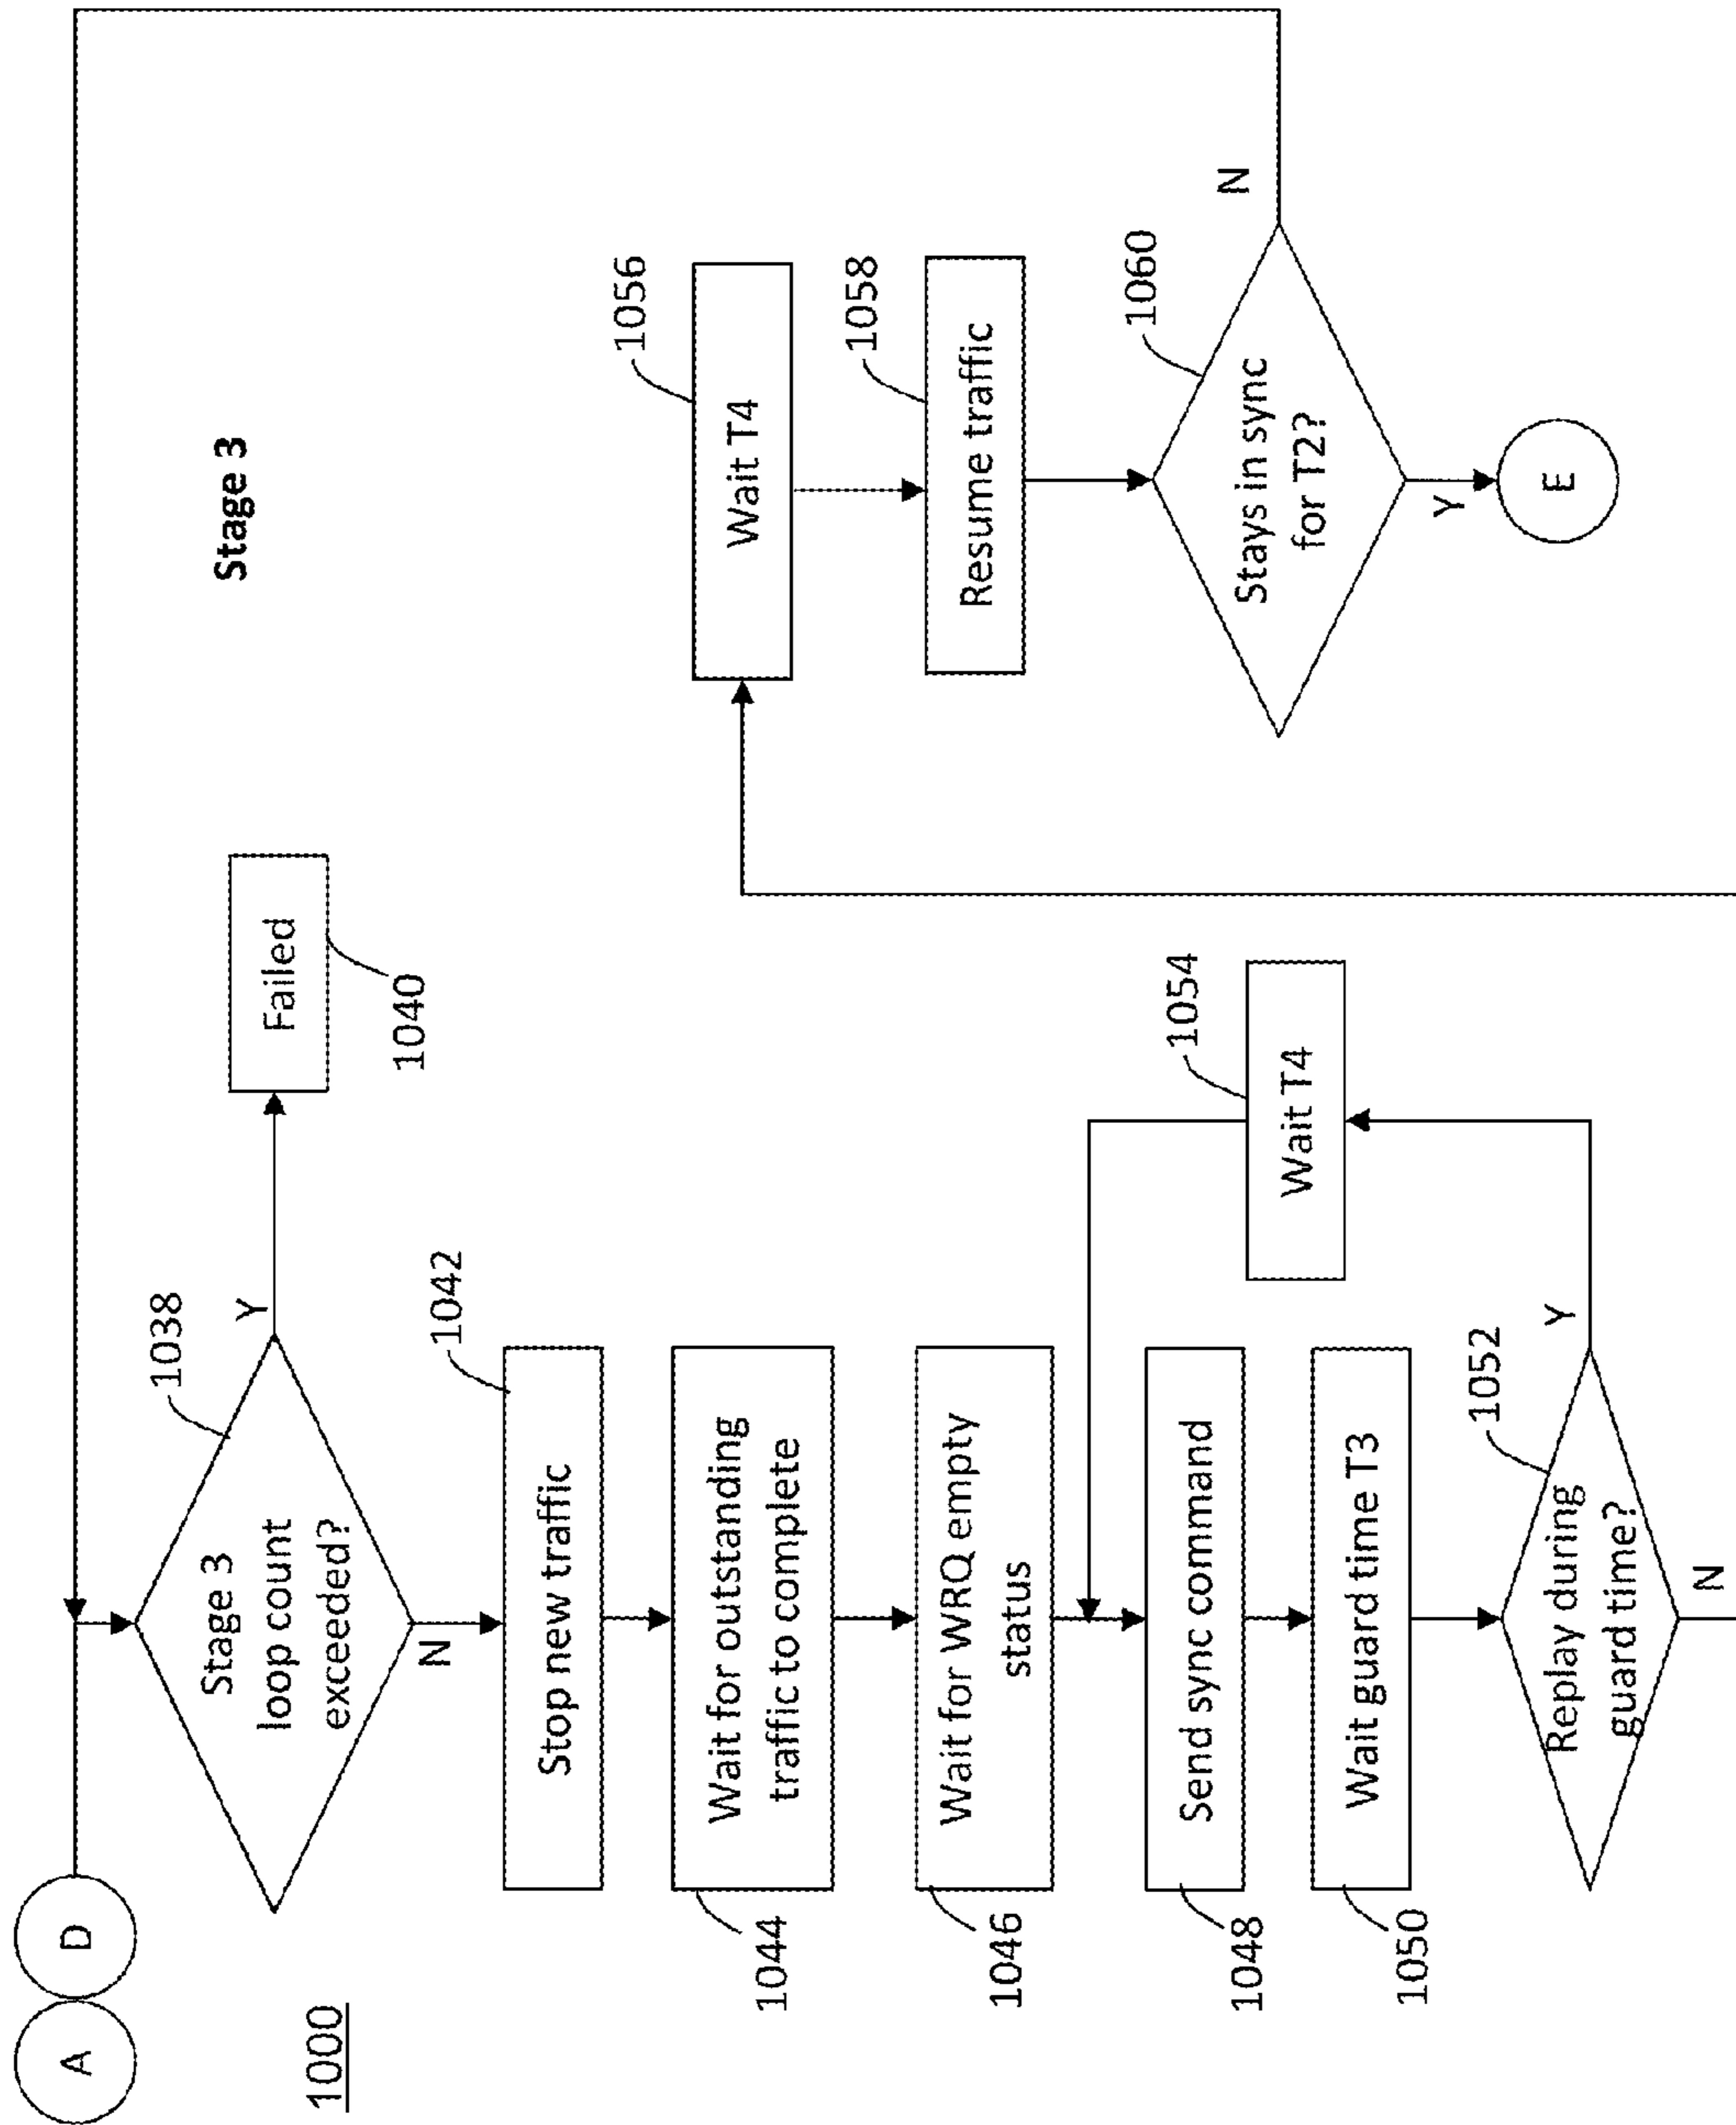 A
D
1000
Stage 3
Stage 3
loop count
exceeded?
1038
Y
N
Failed
1040
Stop new traffic
1042
Wait for outstanding
traffic to complete
1044
Wait for WRQ empty
status
1046
Send sync command
1048
Wait guard time T3
1050
Replay during
guard time?
1052
Y
N
Wait T4
1054
Wait T4
1056
Resume traffic
1058
Stays in sync
for T2?
1060
N
Y
E